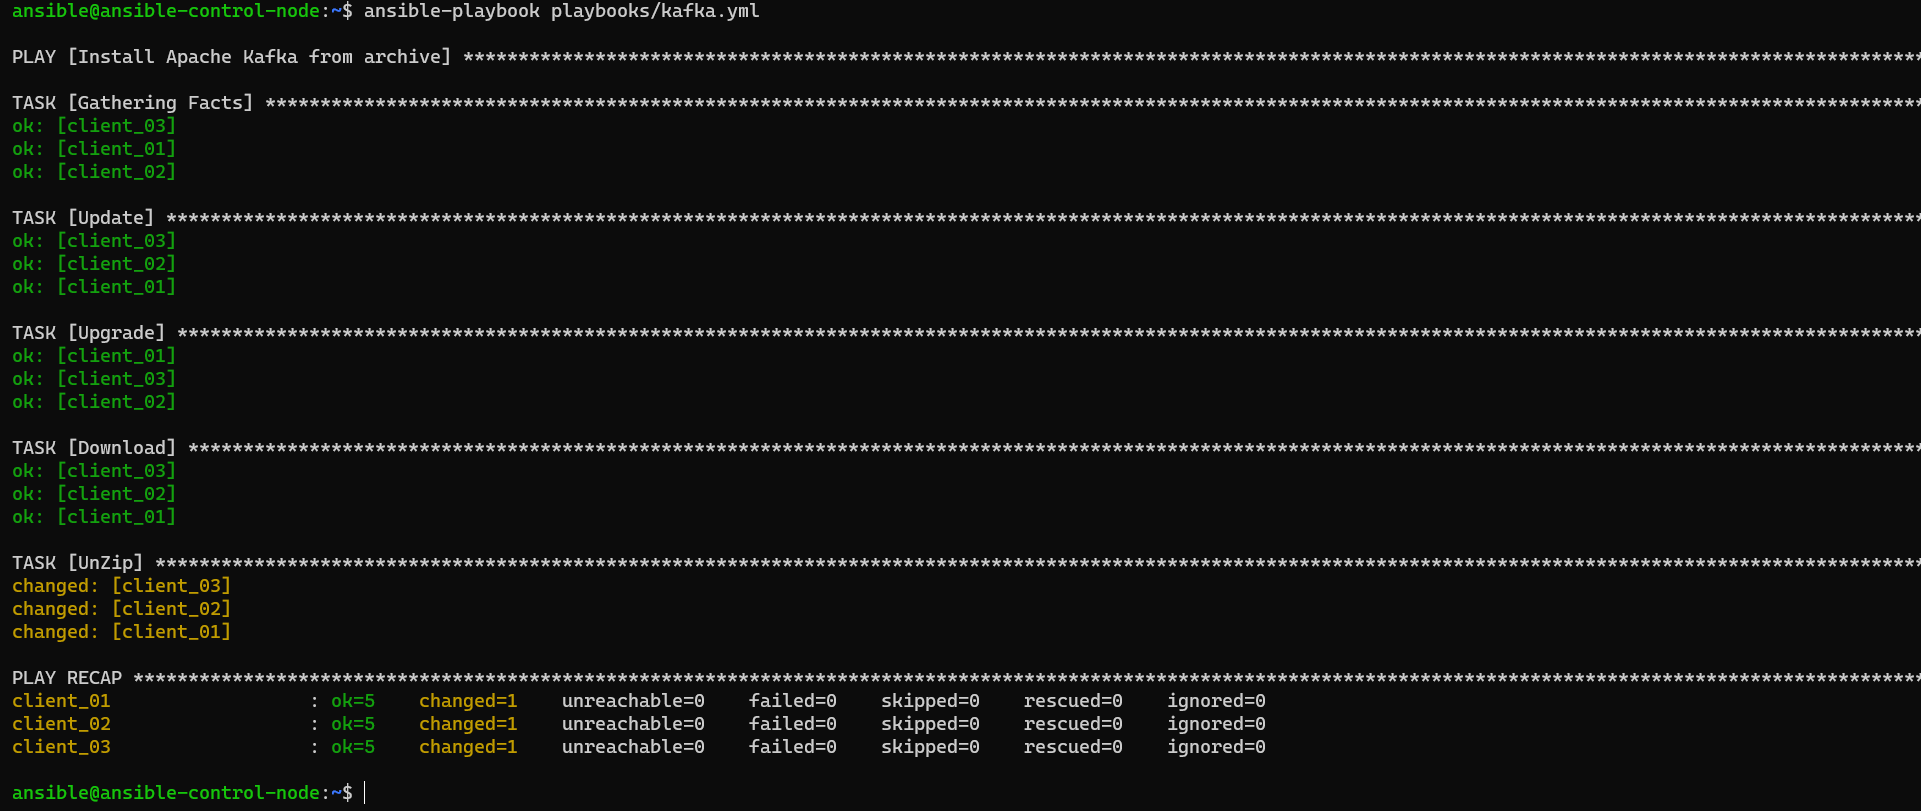 ansible@ansible-control-node:~$ ansible-playbook playbooks/kafka.yml
PLAY [Install Apache Kafka from archive] *************************************************************************************************************************************
TASK [Gathering Facts] *******************************************************************************************************************************************************
ok: [client_03]
ok: [client_01]
ok: [client_02]
TASK [Update] ****************************************************************************************************************************************************************
ok: [client_03]
ok: [client_02]
ok: [client_01]
TASK [Upgrade] ***************************************************************************************************************************************************************
ok: [client_01]
ok: [client_03]
ok: [client_02]
TASK [Download] **************************************************************************************************************************************************************
ok: [client_03]
ok: [client_02]
ok: [client_01]
TASK [UnZip] *****************************************************************************************************************************************************************
changed: [client_03]
changed: [client_02]
changed: [client_01]
PLAY RECAP *******************************************************************************************************************************************************************
client_01                  : ok=5    changed=1    unreachable=0    failed=0    skipped=0    rescued=0    ignored=0
client_02                  : ok=5    changed=1    unreachable=0    failed=0    skipped=0    rescued=0    ignored=0
client_03                  : ok=5    changed=1    unreachable=0    failed=0    skipped=0    rescued=0    ignored=0
ansible@ansible-control-node:~$